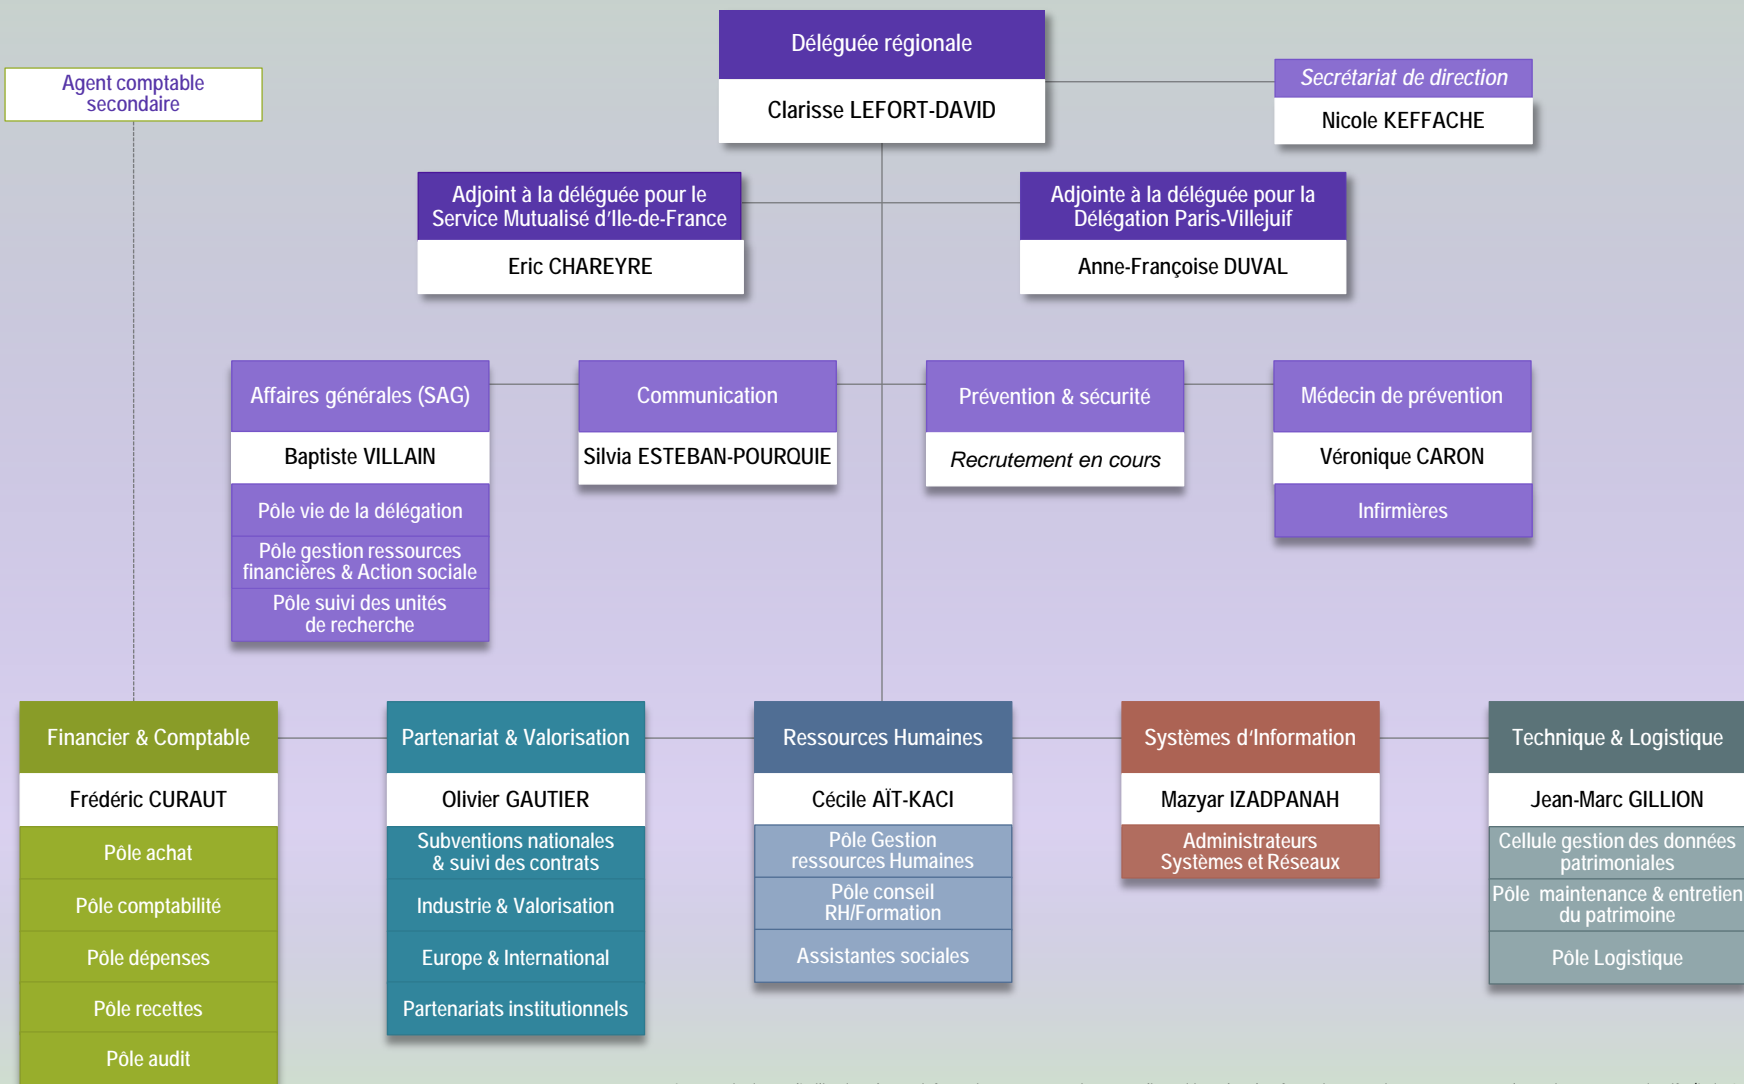 Déléguée régionale
Clarisse LEFORT-DAVID
Agent comptable
secondaire
Secrétariat de direction
Nicole KEFFACHE
Adjoint à la déléguée pour le
Service Mutualisé d'Ile-de-France
Eric CHAREYRE
Adjointe à la déléguée pour la
Délégation Paris-Villejuif
Anne-Françoise DUVAL
Affaires générales (SAG)
Baptiste VILLAIN
Pôle vie de la délégation
Pôle gestion ressources
financières & Action sociale
Pôle suivi des unités
de recherche
Communication
Silvia ESTEBAN-POURQUIE
Prévention & sécurité
Recrutement en cours
Médecin de prévention
Véronique CARON
Infirmières
Financier & Comptable
Frédéric CURAUT
Pôle achat
Pôle comptabilité
Pôle dépenses
Pôle recettes
Pôle audit
Partenariat & Valorisation
Olivier GAUTIER
Subventions nationales
& suivi des contrats
Industrie & Valorisation
Europe & International
Partenariats institutionnels
Ressources Humaines
Cécile AÏT-KACI
Pôle Gestion
ressources Humaines
Pôle conseil
RH/Formation
Assistantes sociales
Systèmes d'Information
Mazyar IZADPANAH
Administrateurs
Systèmes et Réseaux
Technique & Logistique
Jean-Marc GILLION
Cellule gestion des données
patrimoniales
Pôle maintenance & entretien
du patrimoine
Pôle Logistique